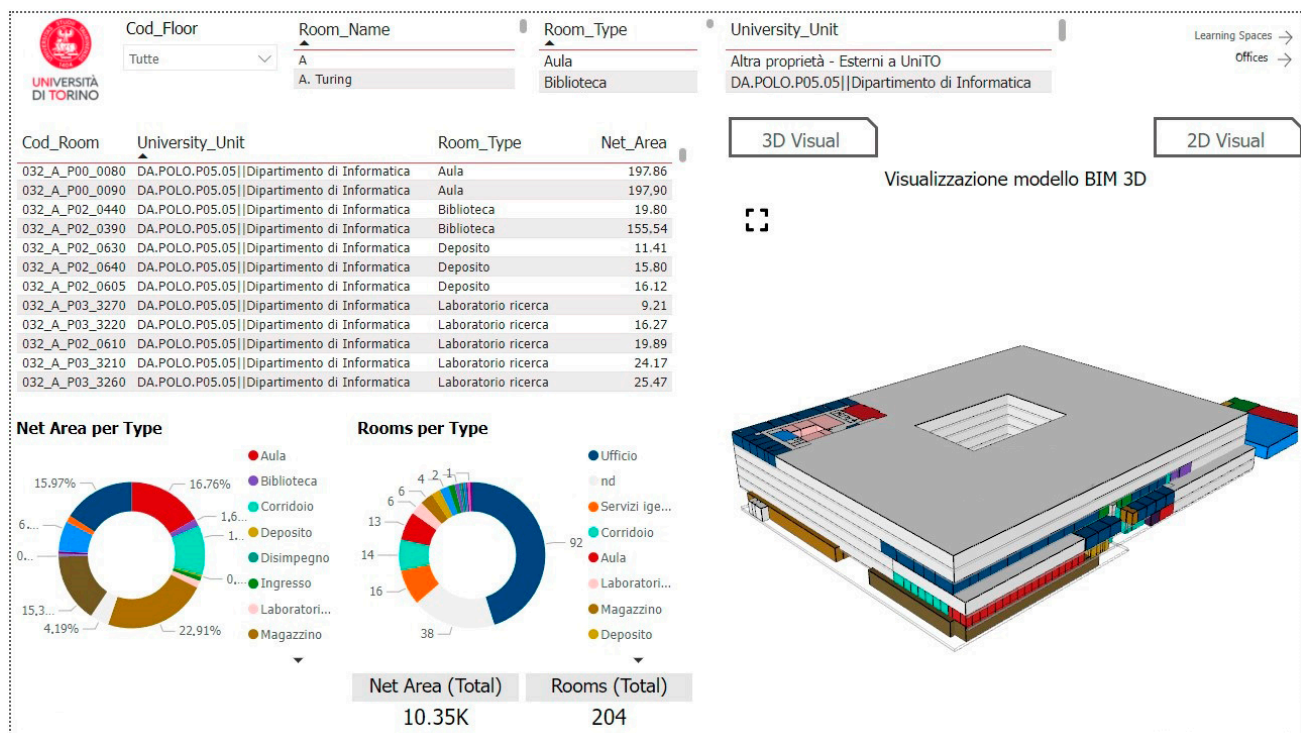 UNIVERSITÀ
DI TORINO
Cod_Floor
Tutte
Room_Name
A
A. Turing
Room_Type
Aula
Biblioteca
University_Unit
Altra proprietà - Esterni a UniTO
DA.POLO.P05.05||Dipartimento di Informatica
Learning Spaces
Offices
Cod_Room University_Unit Room_Type Net_Area
032_A_P00_0080 DA.POLO.P05.05||Dipartimento di Informatica Aula 197.86
032_A_P00_0090 DA.POLO.P05.05||Dipartimento di Informatica Aula 197,90
032_A_P02_0440 DA.POLO.P05.05||Dipartimento di Informatica Biblioteca 19.80
032_A_P02_0390 DA.POLO.P05.05||Dipartimento di Informatica Biblioteca 155,54
032_A_P02_0630 DA.POLO.P05.05||Dipartimento di Informatica Deposito 11.41
032_A_P02_0640 DA.POLO.P05.05||Dipartimento di Informatica Deposito 15.80
032_A_P02_0605 DA.POLO.P05.05||Dipartimento di Informatica Deposito 16.12
032_A_P03_3270 DA.POLO.P05.05||Dipartimento di Informatica Laboratorio ricerca 9.21
032_A_P03_3220 DA.POLO.P05.05||Dipartimento di Informatica Laboratorio ricerca 16.27
032_A_P02_0610 DA.POLO.P05.05||Dipartimento di Informatica Laboratorio ricerca 19.89
032_A_P03_3210 DA.POLO.P05.05||Dipartimento di Informatica Laboratorio ricerca 24.17
032_A_P03_3260 DA.POLO.P05.05||Dipartimento di Informatica Laboratorio ricerca 25.47
3D Visual
2D Visual
Visualizzazione modello BIM 3D
Net Area per Type
15.97%
16.76%
6,...
1,6...
1...
0,...
0,...
15,3...
4,19%
22,91%
Aula
Biblioteca
Corridoio
Deposito
Disimpegno
Ingresso
Laboratori...
Magazzino
Rooms per Type
1
2
4
6
6
13
14
16
38
92
Ufficio
nd
Servizi ige...
Corridoio
Aula
Laboratori...
Magazzino
Deposito
Net Area (Total)
10.35K
Rooms (Total)
204